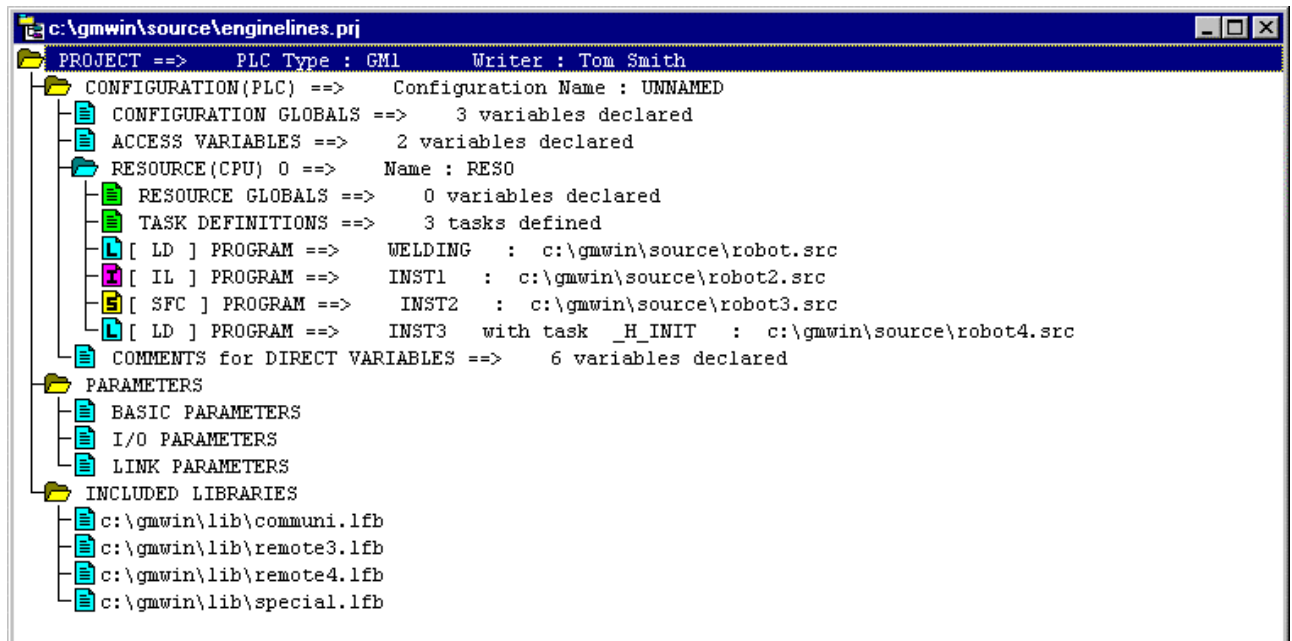 c:\gmwin\source\enginelines.prj
PROJECT ==> PLC Type : GM1 Writer : Tom Smith
CONFIGURATION(PLC) ==> Configuration Name : UNNAMED
CONFIGURATION GLOBALS ==> 3 variables declared
ACCESS VARIABLES ==> 2 variables declared
RESOURCE(CPU) 0 ==> Name : RES0
RESOURCE GLOBALS ==> 0 variables declared
TASK DEFINITIONS ==> 3 tasks defined
L [ LD ] PROGRAM ==> WELDING : c:\gmwin\source\robot.src
I [ IL ] PROGRAM ==> INST1 : c:\gmwin\source\robot2.src
S [ SFC ] PROGRAM ==> INST2 : c:\gmwin\source\robot3.src
L [ LD ] PROGRAM ==> INST3 with task _H_INIT : c:\gmwin\source\robot4.src
COMMENTS for DIRECT VARIABLES ==> 6 variables declared
PARAMETERS
BASIC PARAMETERS
I/O PARAMETERS
LINK PARAMETERS
INCLUDED LIBRARIES
c:\gmwin\lib\communi.lfb
c:\gmwin\lib\remote3.lfb
c:\gmwin\lib\remote4.lfb
c:\gmwin\lib\special.lfb